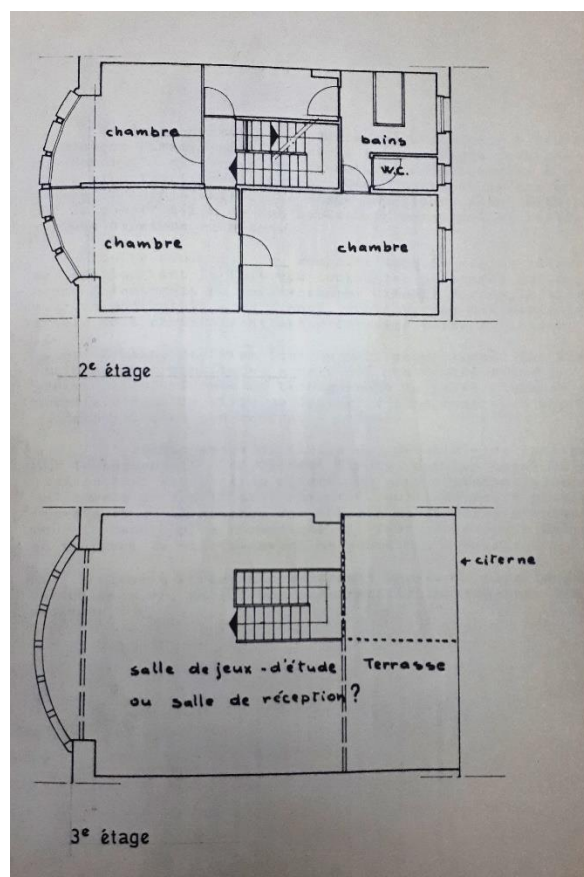 chambre
bains
W.C.
chambre
chambre
2e étage
citerne
salle de jeux - d'étude
ou salle de réception?
Terrasse
3e étage